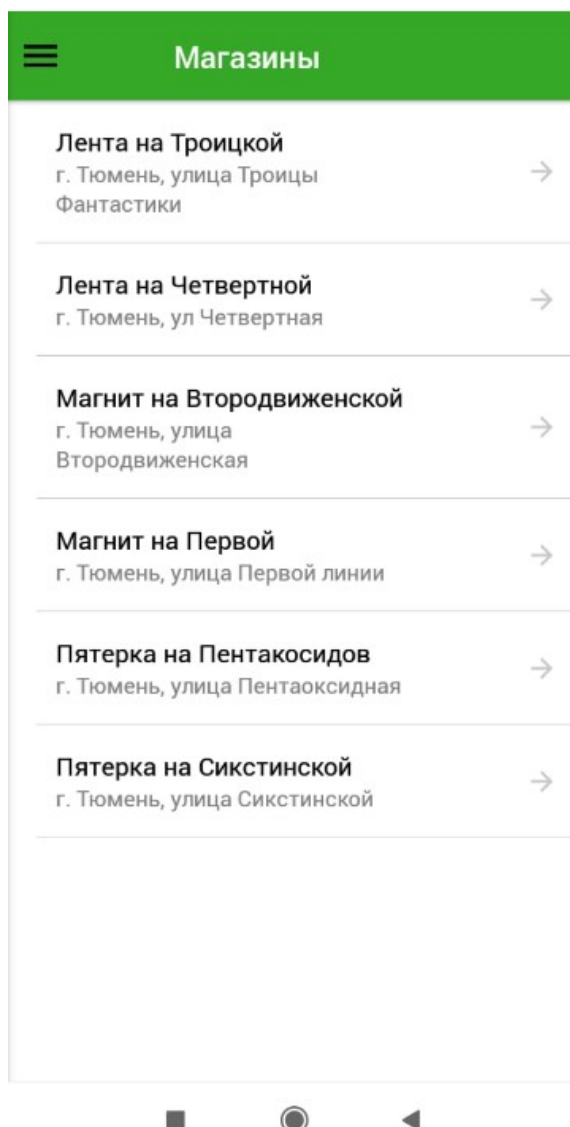 Магазины
Лента на Троицкой
г. Тюмень, улица Троицы
Фантастики
Лента на Четвертной
г. Тюмень, ул Четвертная
Магнит на Втородвиженской
г. Тюмень, улица
Втородвиженская
Магнит на Первой
г. Тюмень, улица Первой линии
Пятерка на Пентакосидов
г. Тюмень, улица Пентаоксидная
Пятерка на Сикстинской
г. Тюмень, улица Сикстинской